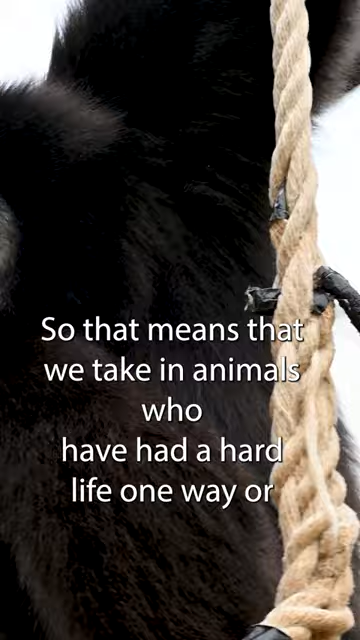 So that means that
we take in animals
who
have had a hard
life one way or